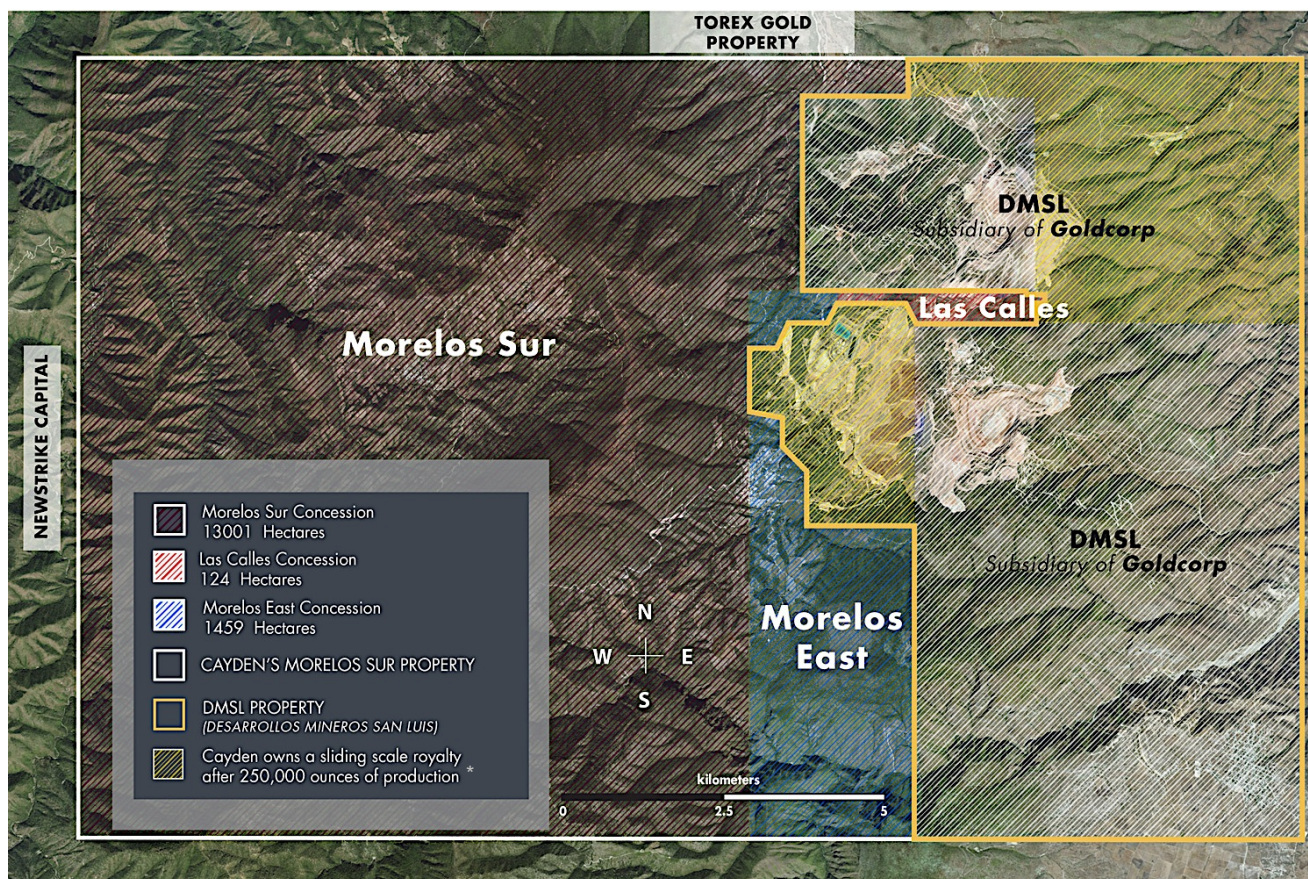 TOREX GOLD
PROPERTY
DMSL
Subsidiary of Goldcorp
Las Calles
Morelos Sur
NEWSTRIKE CAPITAL
Morelos Sur Concession
13001 Hectares
Las Calles Concession
124 Hectares
Morelos East Concession
1459 Hectares
CAYDEN'S MORELOS SUR PROPERTY
DMSL PROPERTY
(DESARROLLOS MINEROS SAN LUIS)
Cayden owns a sliding scale royalty
after 250,000 ounces of production *
DMSL
Subsidiary of Goldcorp
Morelos
East
N
W E
S
kilometers
0 2.5 5